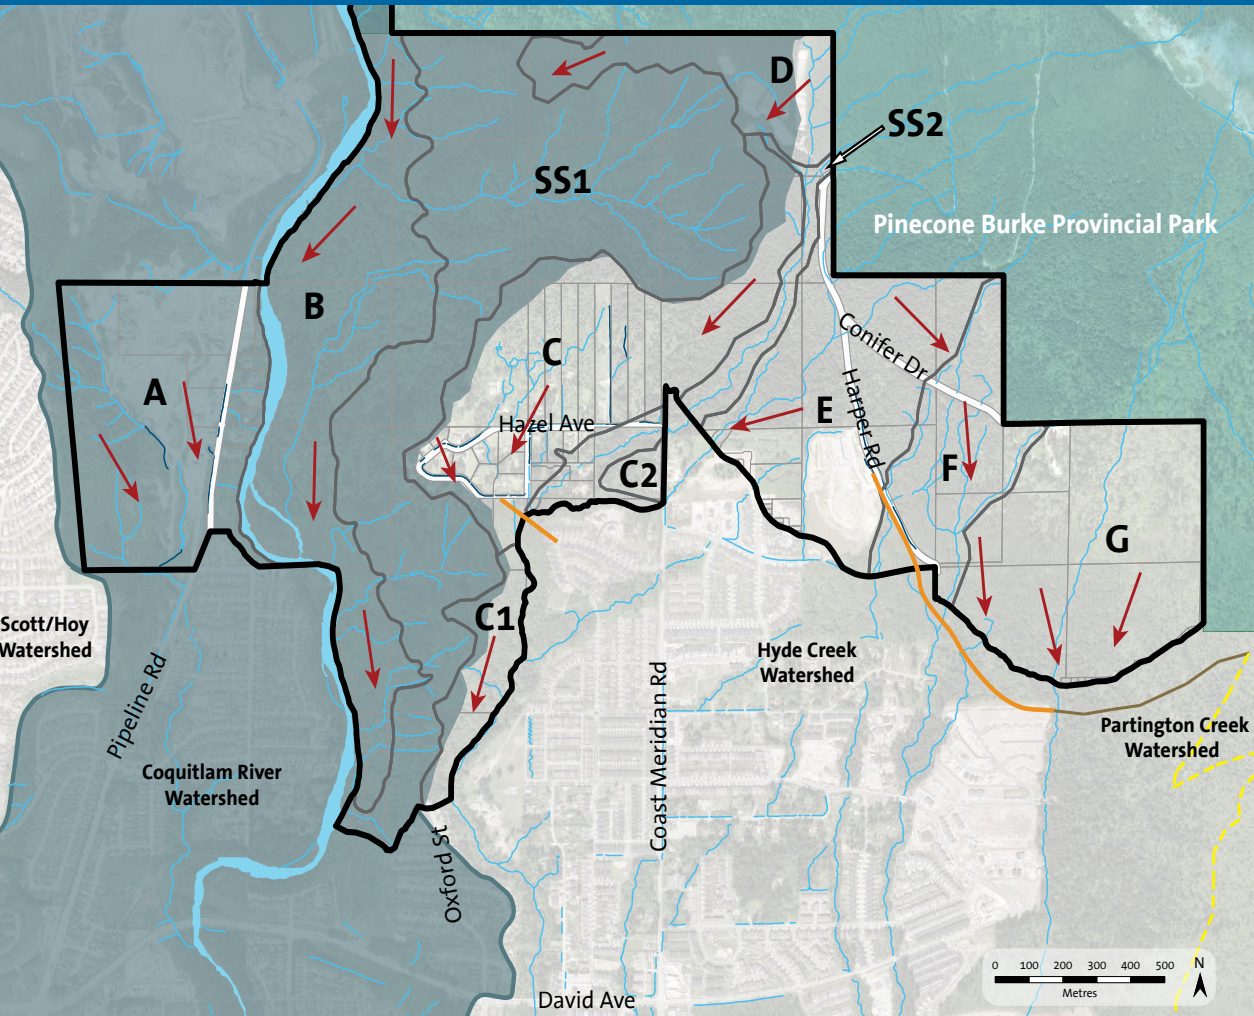 D
SS2
SS1
Pinecone Burke Provincial Park
B
Conifer Dr
C
A
Harper Rd
E
Hazel Ave
C2
F
G
C1
Scott/Hoy
Watershed
Hyde Creek
Watershed
Pipeline Rd
Coast Meridian Rd
Partington Creek
Watershed
Coquitlam River
Watershed
Oxford St
0 100 200 300 400 500
Metres
N
David Ave